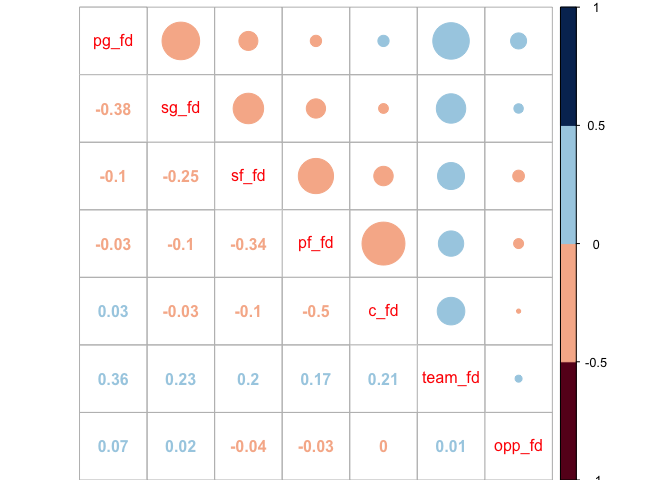 1
pg_fd
-0.38 sg_fd
0.5
-0.1 -0.25 sf_fd
-0.03 -0.1 -0.34 pf_fd
0
0.03 -0.03 -0.1 -0.5 c_fd
-0.5
0.36 0.23 0.2 0.17 0.21 team_fd
0.07 0.02 -0.04 -0.03 0 0.01 opp_fd
-1